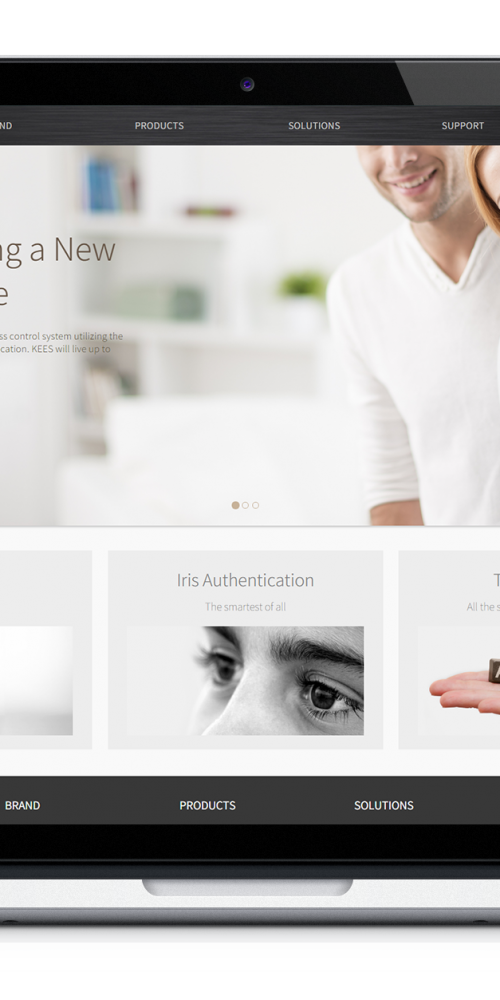 ND PRODUCTS SOLUTIONS SUPPORT
ng a New
e
ss control system utilizing the
cation. KEES will live up to
Iris Authentication
T
The smartest of all
All the s
BRAND PRODUCTS SOLUTIONS